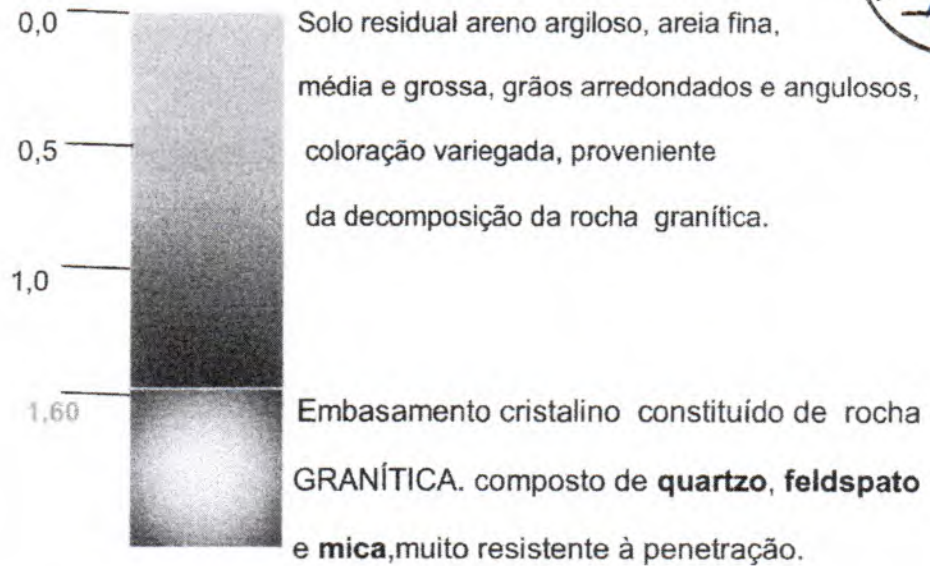 0,0
Solo residual areno argiloso, areia fina,
média e grossa, grãos arredondados e angulosos,
0,5
coloração variegada, proveniente
da decomposição da rocha granítica.
1,0
1,60
Embasamento cristalino constituído de rocha
GRANÍTICA. composto de quartzo, feldspato
e mica,muito resistente à penetração.